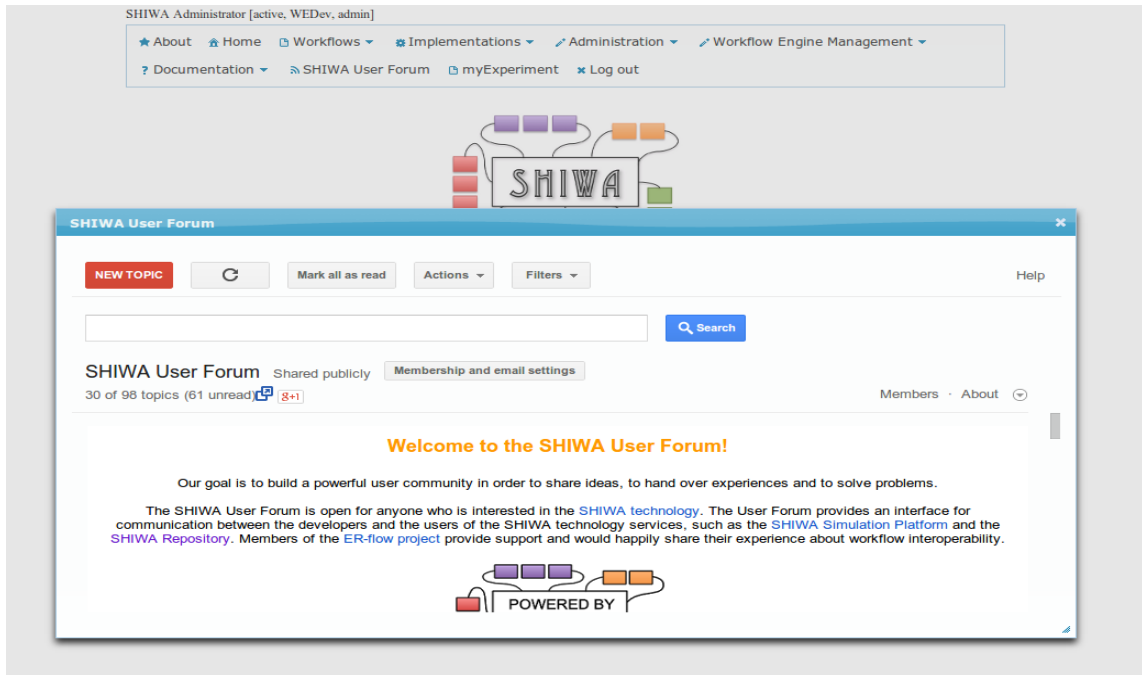 SHIWA Administrator [active, WEDev, admin]
About Home Workflows Implementations Administration Workflow Engine Management
? Documentation SHIWA User Forum myExperiment Log out
SHIWA
SHIWA User Forum
NEW TOPIC Mark all as read Actions Filters Help
Search
SHIWA User Forum Shared publicly Membership and email settings
30 of 98 topics (61 unread) g+1 Members · About
Welcome to the SHIWA User Forum!
Our goal is to build a powerful user community in order to share ideas, to hand over experiences and to solve problems.
The SHIWA User Forum is open for anyone who is interested in the SHIWA technology. The User Forum provides an interface for
communication between the developers and the users of the SHIWA technology services, such as the SHIWA Simulation Platform and the
SHIWA Repository. Members of the ER-flow project provide support and would happily share their experience about workflow interoperability.
POWERED BY